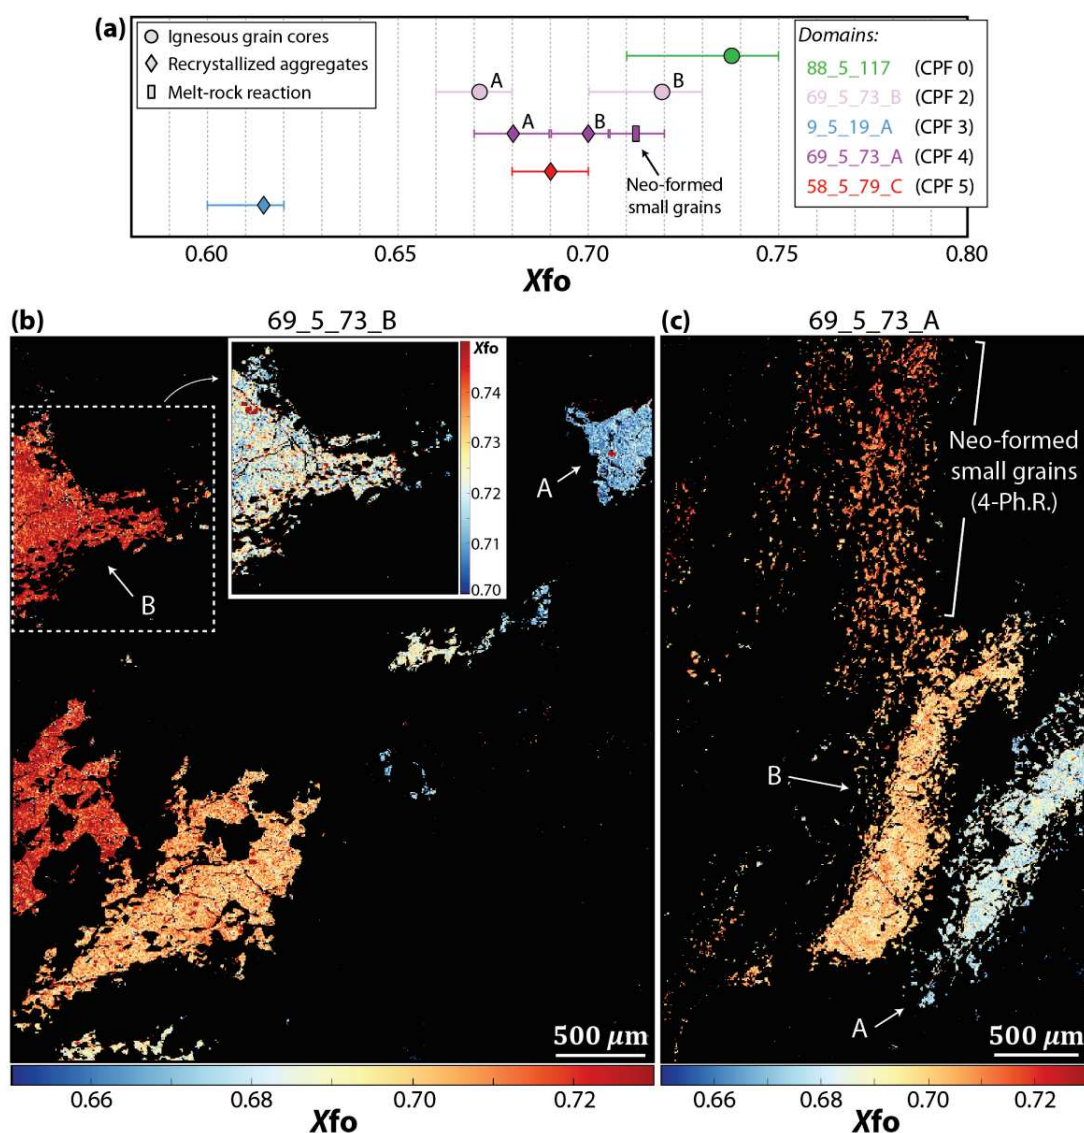 (a)
Ignesous grain cores
Recrystallized aggregates
Melt-rock reaction
A
B
A
B
Neo-formed
small grains
Domains:
88_5_117 (CPF 0)
69_5_73_B (CPF 2)
9_5_19_A (CPF 3)
69_5_73_A (CPF 4)
58_5_79_C (CPF 5)
0.60 0.65 0.70 0.75 0.80
Xfo
(b) 69_5_73_B
Xfo
0.74
0.73
0.72
0.71
0.70
A
B
500 μm
0.66 0.68 0.70 0.72
Xfo
(c) 69_5_73_A
Neo-formed
small grains
(4-Ph.R.)
B
A
500 μm
0.66 0.68 0.70 0.72
Xfo